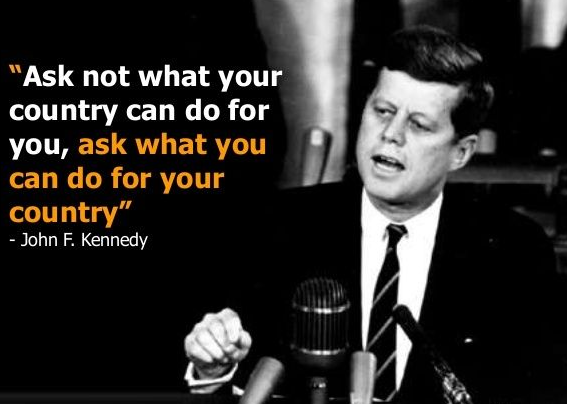 “Ask not what your
country can do for
you, ask what you
can do for your
country”
- John F. Kennedy